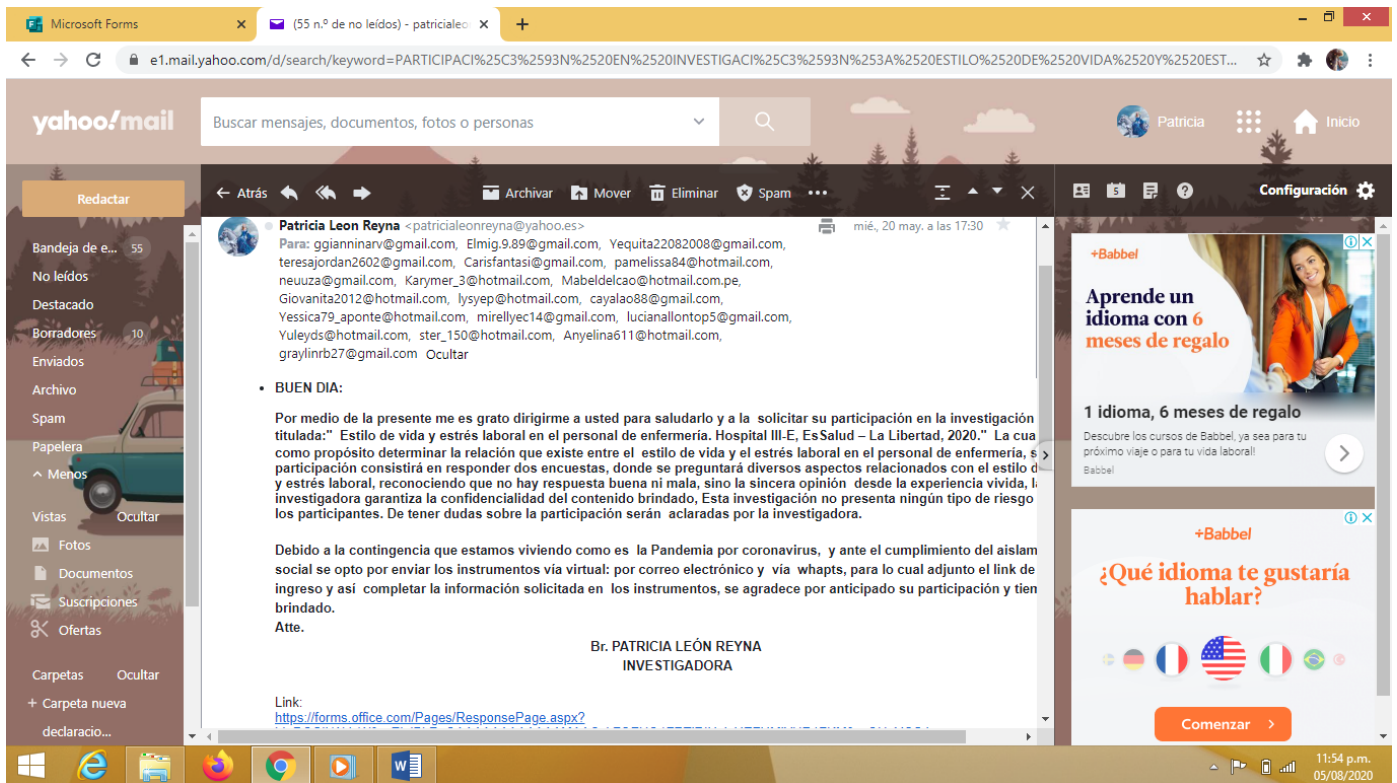 Microsoft Forms
(55 n.º de no leídos) - patricialeo
e1.mail.yahoo.com/d/search/keyword=PARTICIPACI%25C3%2593N%2520EN%2520INVESTIGACI%25C3%2593N%253A%2520ESTILO%2520DE%2520VIDA%2520Y%2520EST...
yahoo!mail
Buscar mensajes, documentos, fotos o personas
Patricia
Inicio
Redactar
Atrás
Archivar
Mover
Eliminar
Spam
Configuración
Bandeja de e... 55
No leídos
Destacado
Borradores 10
Enviados
Archivo
Spam
Papelera
Menos
Vistas Ocultar
Fotos
Documentos
Suscripciones
Ofertas
Carpetas Ocultar
+ Carpeta nueva
declaracio...
Patricia Leon Reyna <patricialeonreyna@yahoo.es>
mié., 20 may. a las 17:30
Para: ggianninarv@gmail.com, Elmig.9.89@gmail.com, Yequita22082008@gmail.com,
teresajordan2602@gmail.com, Carisfantasi@gmail.com, pamelissa84@hotmail.com,
neuuza@gmail.com, Karymer_3@hotmail.com, Mabeldelcao@hotmail.com.pe,
Giovanita2012@hotmail.com, lysyep@hotmail.com, cayalao88@gmail.com,
Yessica79_aponte@hotmail.com, mirellyec14@gmail.com, lucianallontop5@gmail.com,
Yuleyds@hotmail.com, ster_150@hotmail.com, Anyelina611@hotmail.com,
graylinrb27@gmail.com Ocultar
• BUEN DIA:
Por medio de la presente me es grato dirigirme a usted para saludarlo y a la solicitar su participación en la investigación
titulada:" Estilo de vida y estrés laboral en el personal de enfermería. Hospital III-E, EsSalud – La Libertad, 2020." La cua
como propósito determinar la relación que existe entre el estilo de vida y el estrés laboral en el personal de enfermería, s
participación consistirá en responder dos encuestas, donde se preguntará diversos aspectos relacionados con el estilo d
y estrés laboral, reconociendo que no hay respuesta buena ni mala, sino la sincera opinión desde la experiencia vivida, l
investigadora garantiza la confidencialidad del contenido brindado, Esta investigación no presenta ningún tipo de riesgo
los participantes. De tener dudas sobre la participación serán aclaradas por la investigadora.
Debido a la contingencia que estamos viviendo como es la Pandemia por coronavirus, y ante el cumplimiento del aislam
social se opto por enviar los instrumentos vía virtual: por correo electrónico y vía whapts, para lo cual adjunto el link de
ingreso y así completar la información solicitada en los instrumentos, se agradece por anticipado su participación y tien
brindado.
Atte.
Br. PATRICIA LEÓN REYNA
INVESTIGADORA
Link:
https://forms.office.com/Pages/ResponsePage.aspx?
+Babbel
Aprende un
idioma con 6
meses de regalo
1 idioma, 6 meses de regalo
Descubre los cursos de Babbel, ya sea para tu
próximo viaje o para tu vida laboral!
Babbel
+Babbel
¿Qué idioma te gustaría
hablar?
Comenzar
11:54 p.m.
05/08/2020